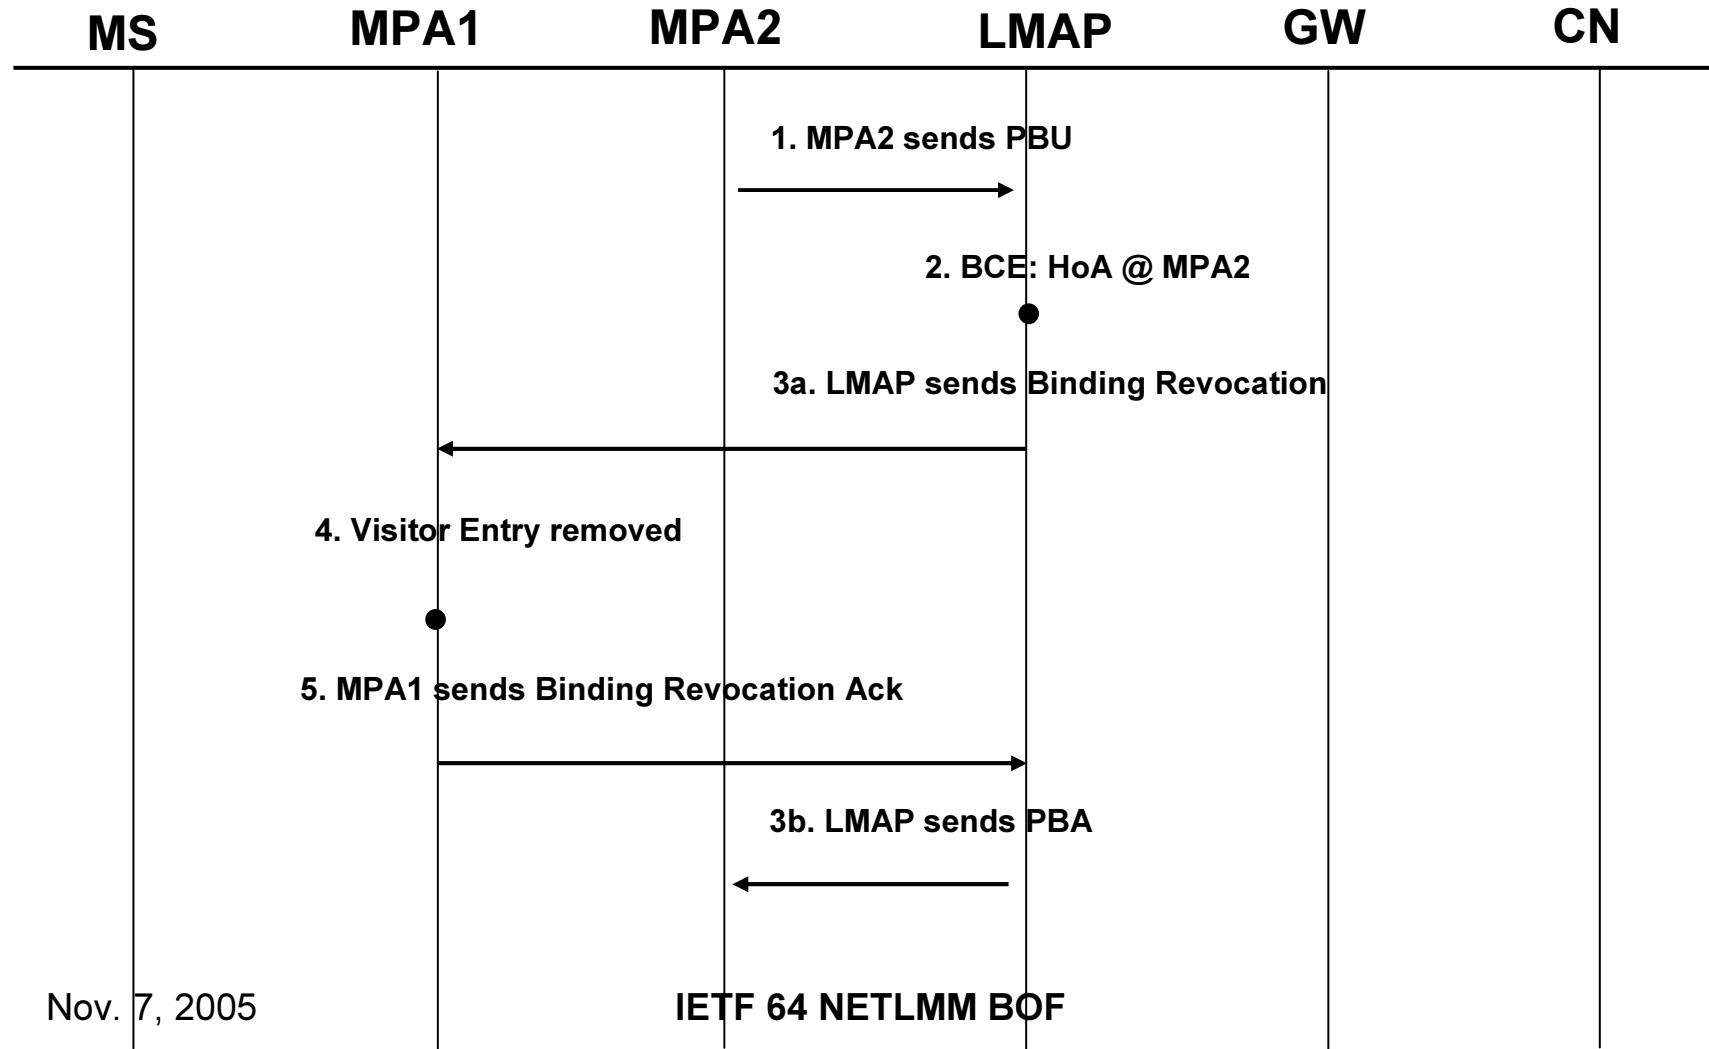 MS MPA1 MPA2 LMAP GW CN
1. MPA2 sends PBU
2. BCE: HoA @ MPA2
3a. LMAP sends Binding Revocation
4. Visitor Entry removed
5. MPA1 sends Binding Revocation Ack
3b. LMAP sends PBA
Nov. 7, 2005 IETF 64 NETLMM BOF